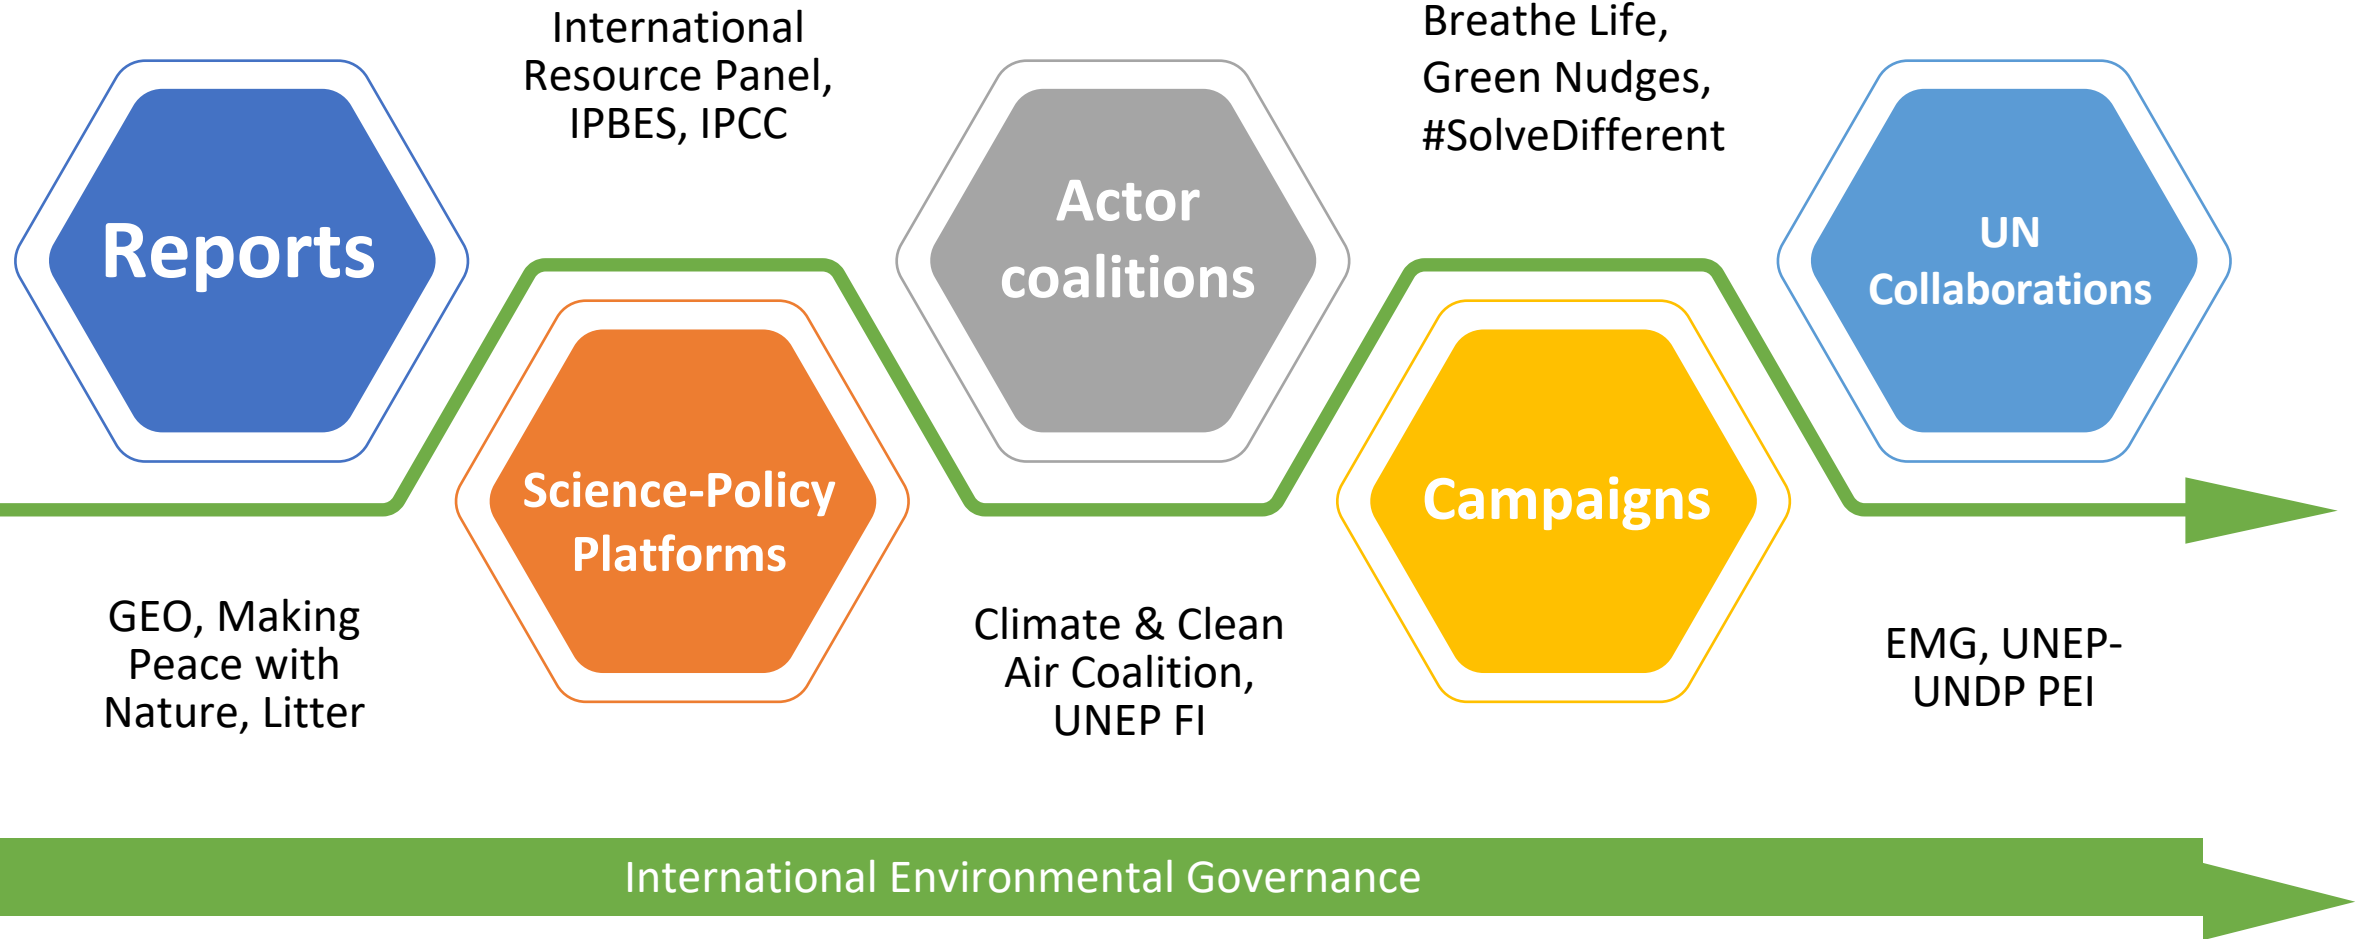 International
Resource Panel,
IPBES, IPCC
Breathe Life,
Green Nudges,
#SolveDifferent
Reports
Actor
coalitions
UN
Collaborations
Science-Policy
Platforms
Campaigns
GEO, Making
Peace with
Nature, Litter
Climate & Clean
Air Coalition,
UNEP FI
EMG, UNEP-
UNDP PEI
International Environmental Governance